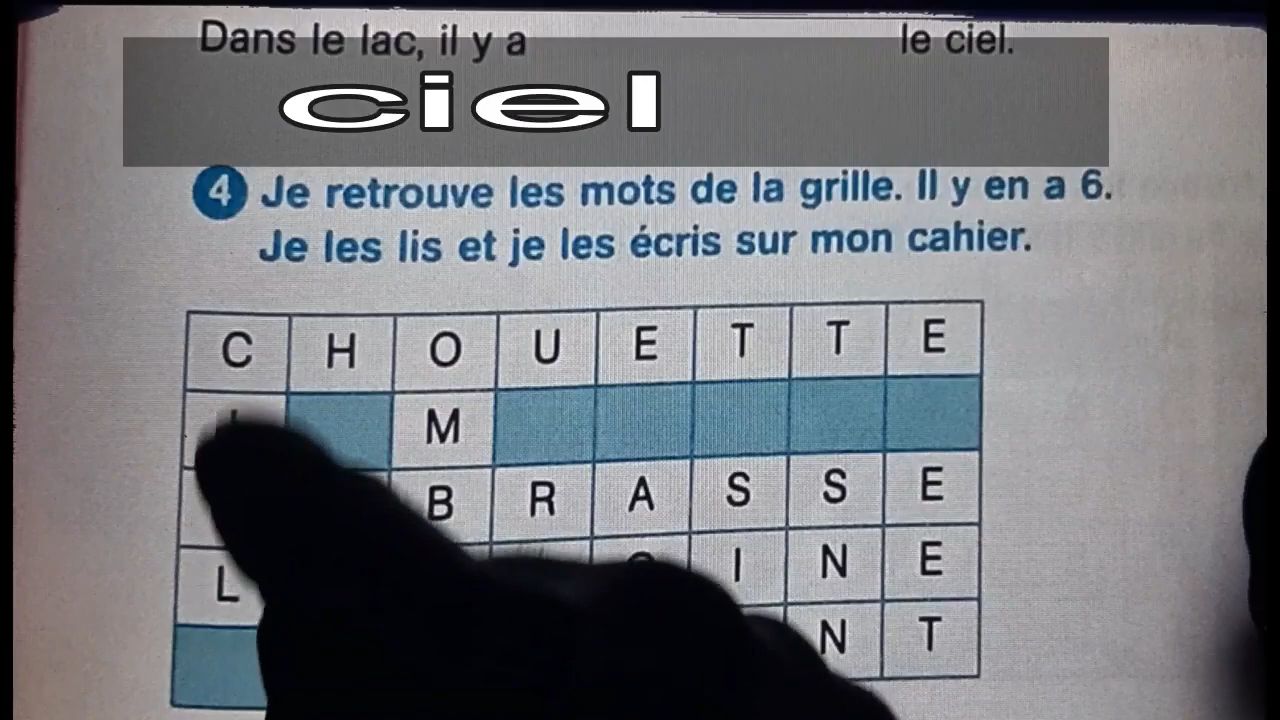 Dans le lac, il y a le ciel.
ciel
4 Je retrouve les mots de la grille. Il y en a 6.
Je les lis et je les écris sur mon cahier.
C H O U E T T E
M
B R A S S E
L I N E
N T